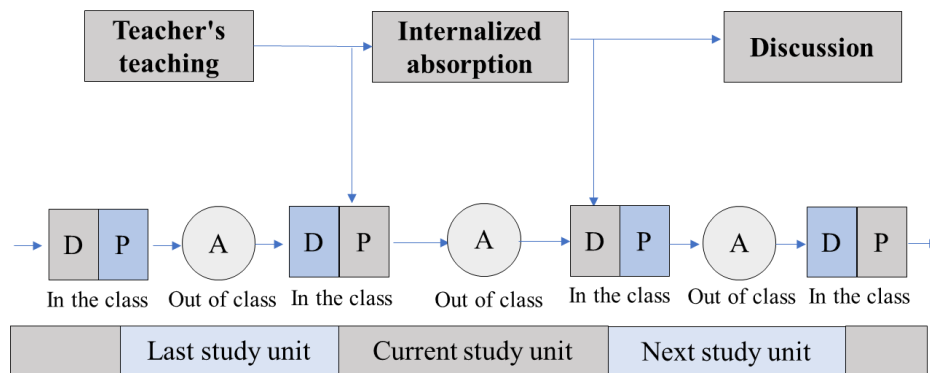 Teacher's
teaching
Internalized
absorption
Discussion
D P A D P A D P A D P
In the class Out of class In the class Out of class In the class Out of class In the class
Last study unit Current study unit Next study unit